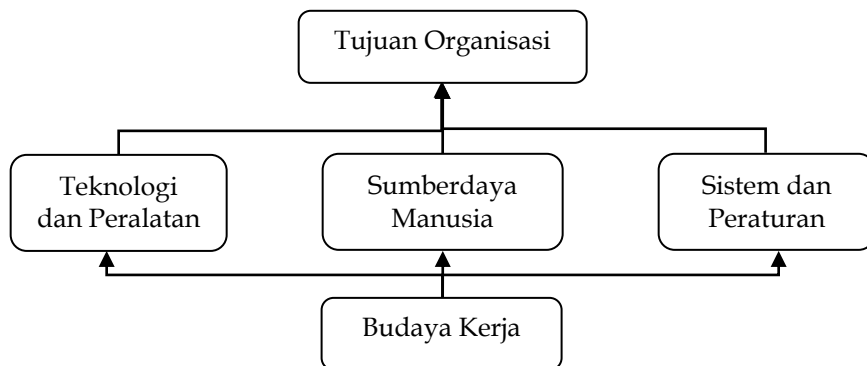 Tujuan Organisasi
Teknologi
dan Peralatan
Sumberdaya
Manusia
Sistem dan
Peraturan
Budaya Kerja